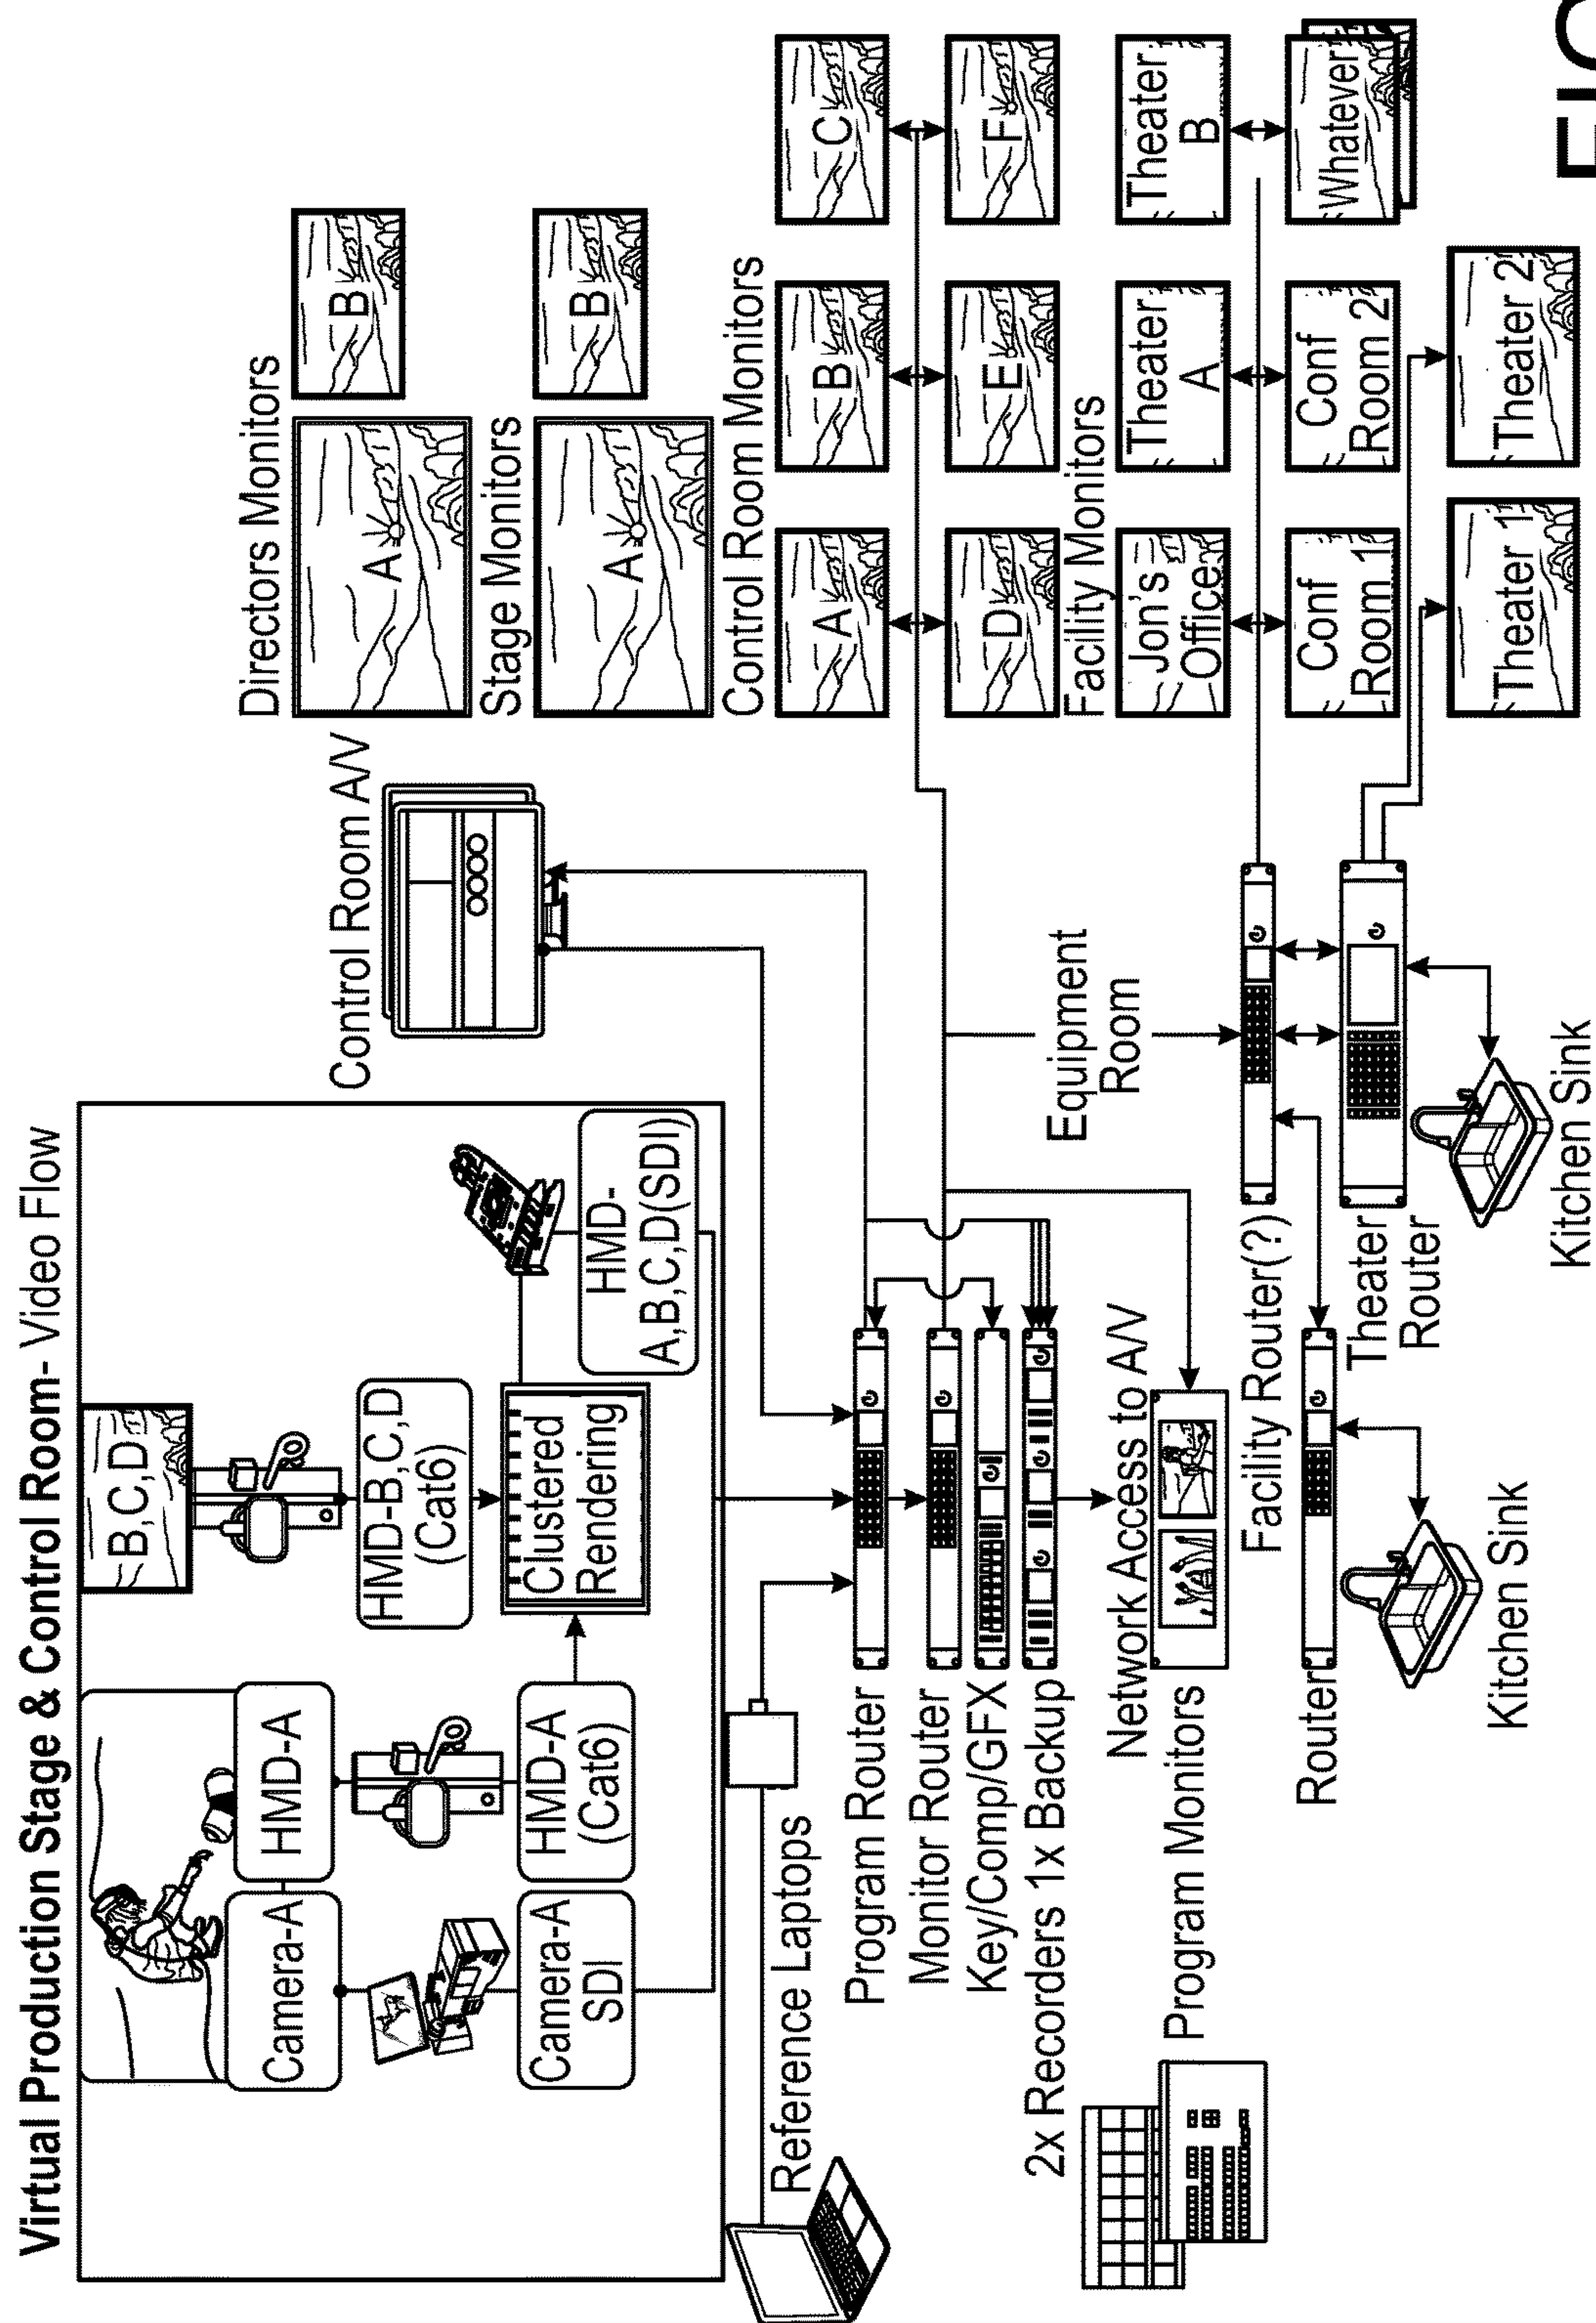 Virtual Production Stage & Control Room- Video Flow
Camera-A
HMD-A
B,C,D
Camera-A
SDI
HMD-A
(Cat6)
HMD-B,C,D
(Cat6)
Clustered
Rendering
HMD-
A,B,C,D(SDI)
Control Room A/V
Directors Monitors
A
B
Stage Monitors
A
B
Control Room Monitors
A
B
C
D
E
F
Facility Monitors
Jon's
Office
Theater
A
Theater
B
Conf
Room 1
Conf
Room 2
Whatever
Theater 1
Theater 2
Reference Laptops
Program Router
Monitor Router
Key/Comp/GFX
2x Recorders 1x Backup
Network Access to A/V
Program Monitors
Equipment
Room
Facility Router(?)
Router
Theater
Router
Kitchen Sink
Kitchen Sink